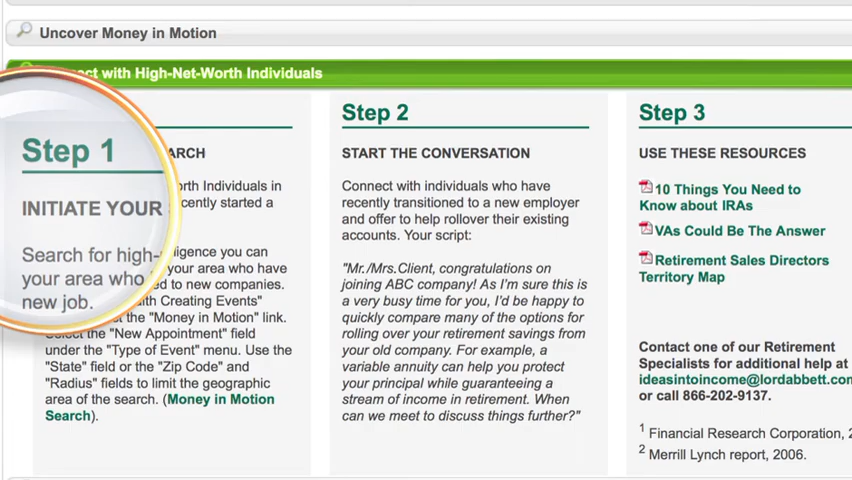 Uncover Money in Motion
nect with High-Net-Worth Individuals
Step 1
ARCH
INITIATE YOUR
orth Individuals in
cently started a
Search for high-
your area who
new job.
lligence you can
your area who have
ed to new companies.
th Creating Events"
t the "Money in Motion" link.
Select the "New Appointment" field
under the "Type of Event" menu. Use the
"State" field or the "Zip Code" and
"Radius" fields to limit the geographic
area of the search. (Money in Motion
Search).
Step 2
START THE CONVERSATION
Connect with individuals who have
recently transitioned to a new employer
and offer to help rollover their existing
accounts. Your script:
"Mr./Mrs.Client, congratulations on
joining ABC company! As I'm sure this is
a very busy time for you, I'd be happy to
quickly compare many of the options for
rolling over your retirement savings from
your old company. For example, a
variable annuity can help you protect
your principal while guaranteeing a
stream of income in retirement. When
can we meet to discuss things further?"
Step 3
USE THESE RESOURCES
10 Things You Need to
Know about IRAs
VAs Could Be The Answer
Retirement Sales Directors
Territory Map
Contact one of our Retirement
Specialists for additional help at
ideasintoincome@lordabbett.com
or call 866-202-9137.
1 Financial Research Corporation, 2
2 Merrill Lynch report, 2006.